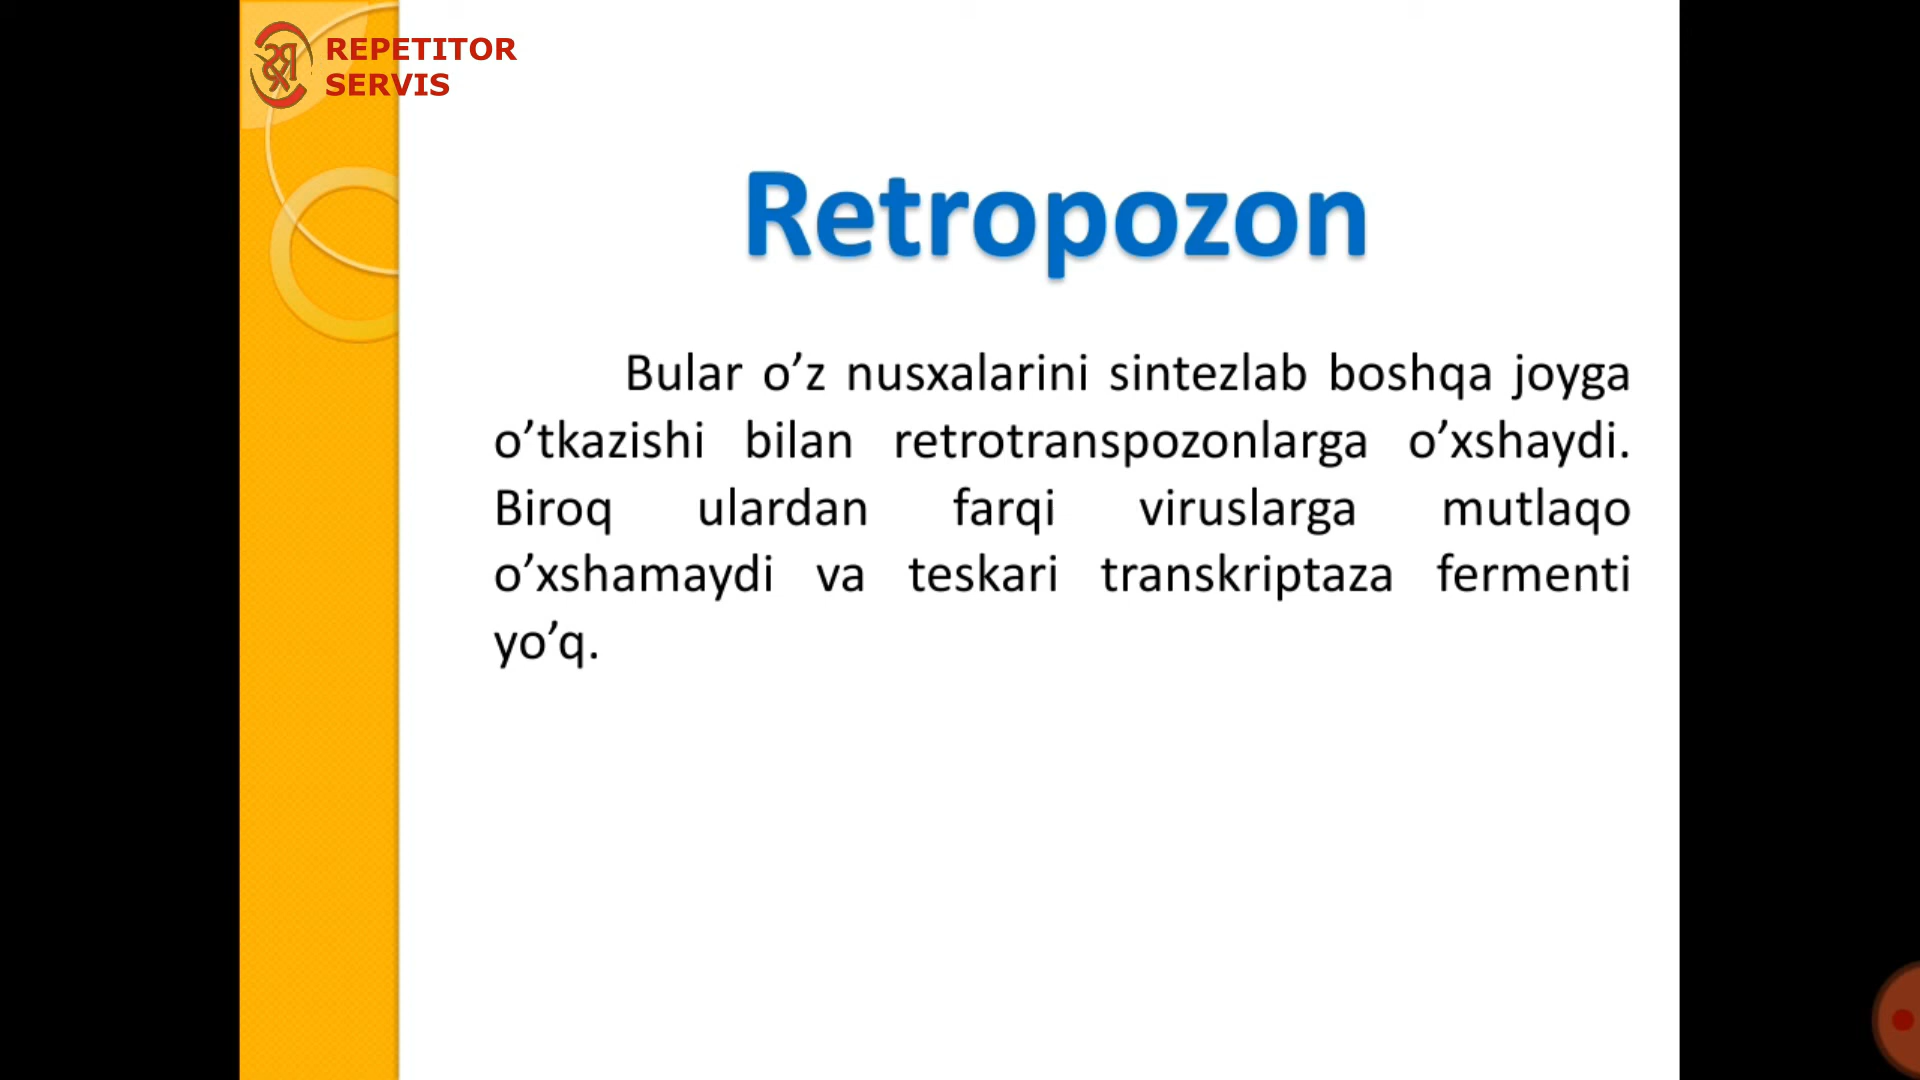 REPETITOR
SERVIS
Retropozon
Bular o’z nusxalarini sintezlab boshqa joyga
o’tkazishi bilan retrotranspozonlarga o’xshaydi.
Biroq ulardan farqi viruslarga mutlaqo
o’xshamaydi va teskari transkriptaza fermenti
yo’q.